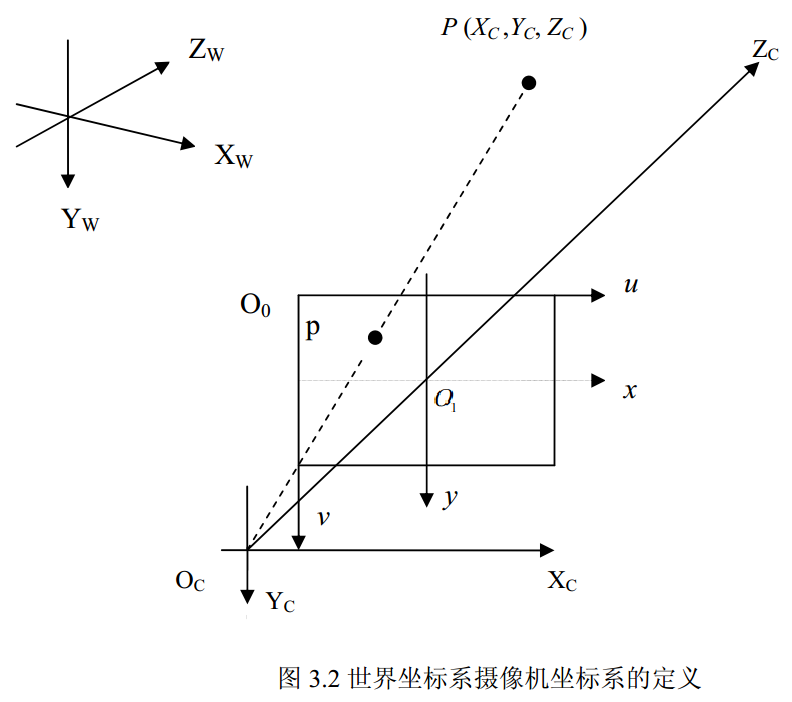 P (X_C ,Y_C, Z_C )
Z_C
Z_W
X_W
Y_W
O_0
u
p
x
O_1
y
v
O_C
X_C
Y_C
图 3.2 世界坐标系摄像机坐标系的定义